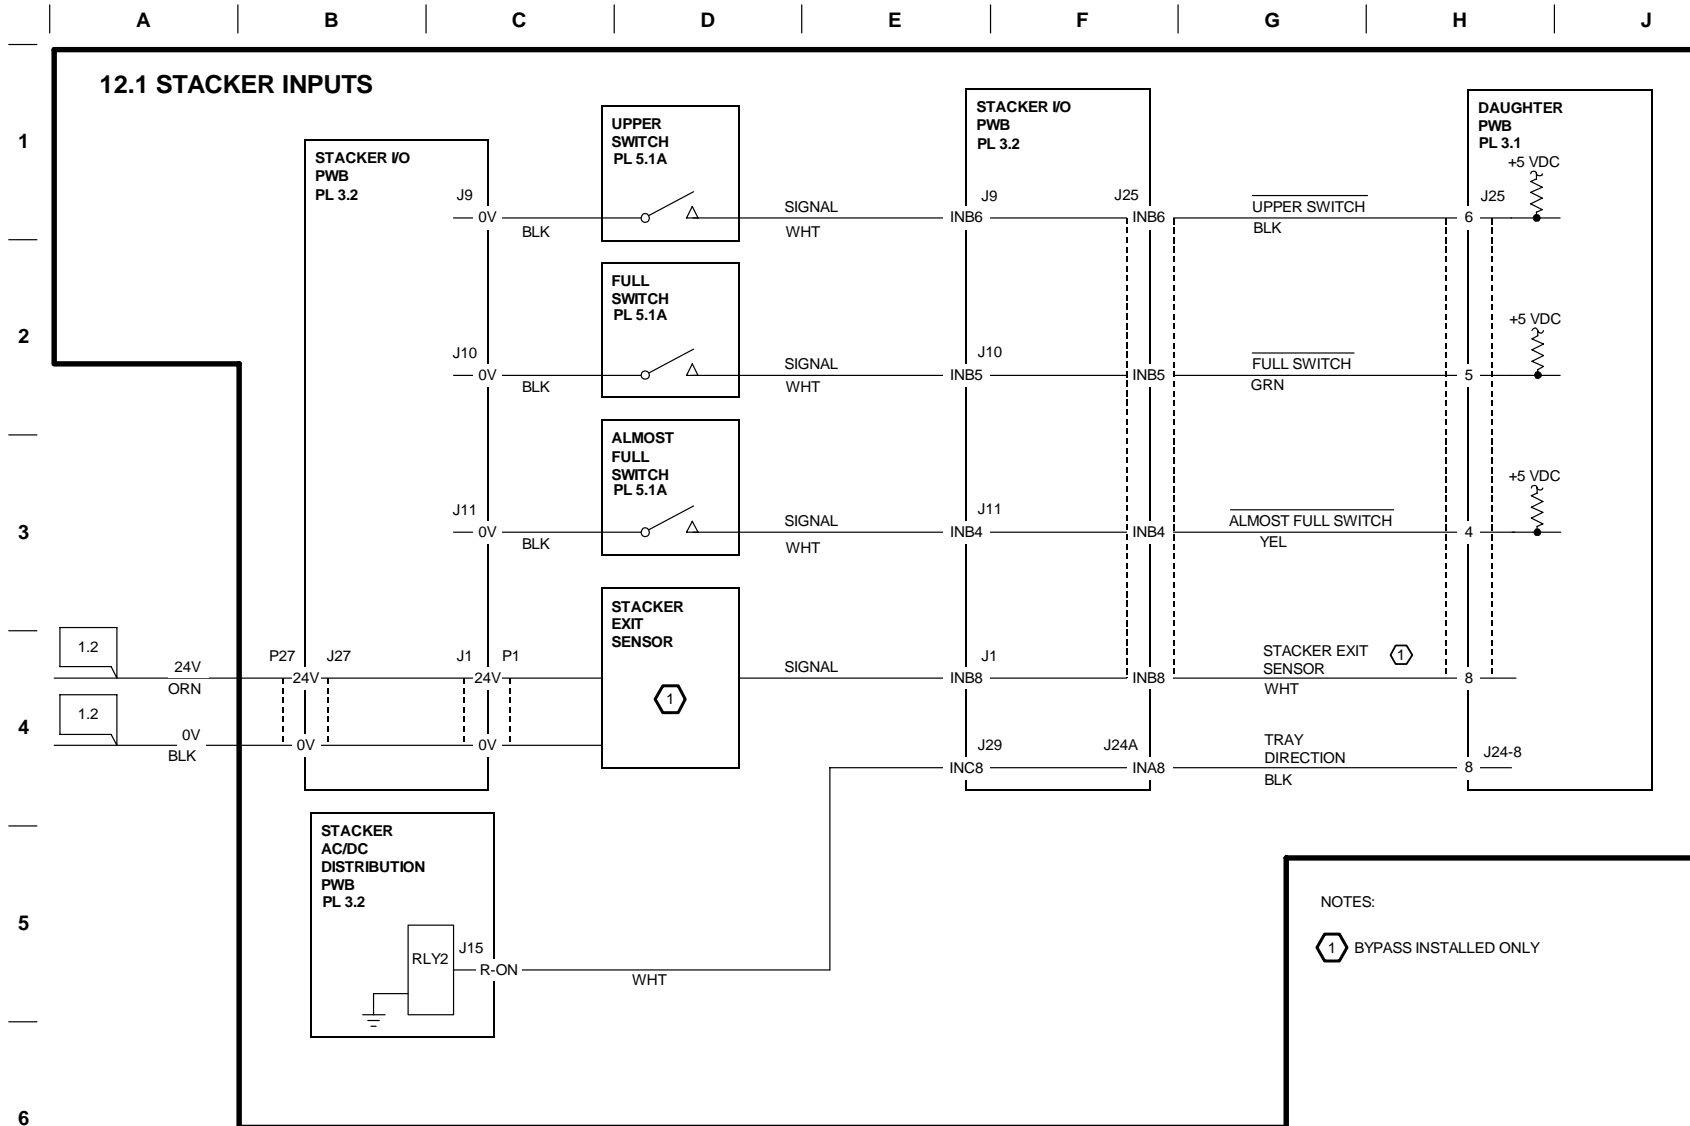 A B C D E F G H J
1
2
3
4
5
6
12.1 STACKER INPUTS
STACKER I/O
PWB
PL 3.2
J9
0V
BLK
UPPER
SWITCH
PL 5.1A
SIGNAL
WHT
STACKER I/O
PWB
PL 3.2
J9
INB6
J25
INB6
UPPER SWITCH
BLK
DAUGHTER
PWB
PL 3.1
+5 VDC
6
J25
J10
0V
BLK
FULL
SWITCH
PL 5.1A
SIGNAL
WHT
J10
INB5
INB5
FULL SWITCH
GRN
5
+5 VDC
J11
0V
BLK
ALMOST
FULL
SWITCH
PL 5.1A
SIGNAL
WHT
J11
INB4
INB4
ALMOST FULL SWITCH
YEL
4
+5 VDC
1.2
24V
ORN
1.2
0V
BLK
P27 J27
24V
0V
J1 P1
24V
0V
STACKER
EXIT
SENSOR
1
SIGNAL
J1
INB8
INB8
STACKER EXIT
SENSOR
1
WHT
8
J29
INC8
J24A
INA8
TRAY
DIRECTION
BLK
8
J24-8
STACKER
AC/DC
DISTRIBUTION
PWB
PL 3.2
RLY2
J15
R-ON
WHT
NOTES:
1 BYPASS INSTALLED ONLY